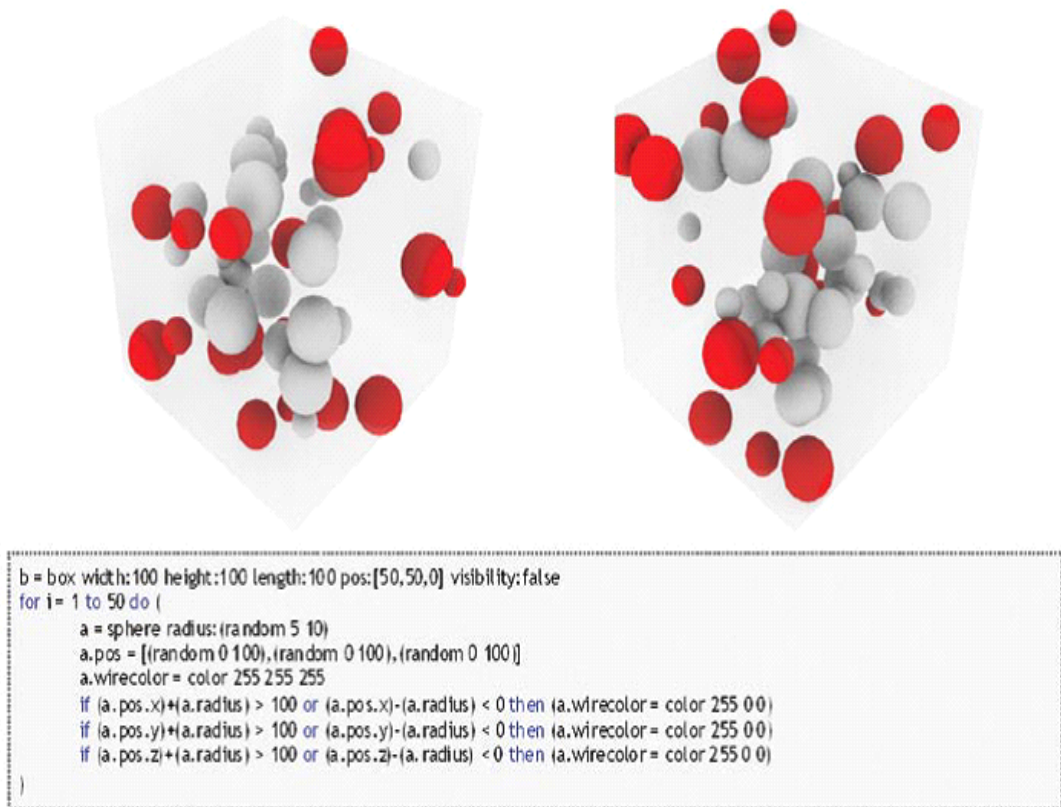 b = box width:100 height:100 length:100 pos:[50,50,0] visibility:false
for i = 1 to 50 do (
a = sphere radius:(random 5 10)
a.pos = [(random 0 100),(random 0 100),(random 0 100)]
a.wirecolor = color 255 255 255
if (a.pos.x)+(a.radius) > 100 or (a.pos.x)-(a.radius) < 0 then (a.wirecolor = color 255 0 0)
if (a.pos.y)+(a.radius) > 100 or (a.pos.y)-(a.radius) < 0 then (a.wirecolor = color 255 0 0)
if (a.pos.z)+(a.radius) > 100 or (a.pos.z)-(a.radius) < 0 then (a.wirecolor = color 255 0 0)
)